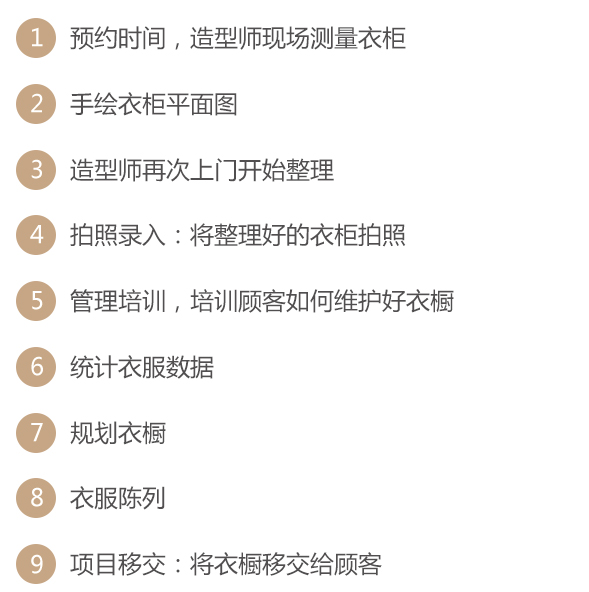 1 预约时间，造型师现场测量衣柜
2 手绘衣柜平面图
3 造型师再次上门开始整理
4 拍照录入：将整理好的衣柜拍照
5 管理培训，培训顾客如何维护好衣橱
6 统计衣服数据
7 规划衣橱
8 衣服陈列
9 项目移交：将衣橱移交给顾客